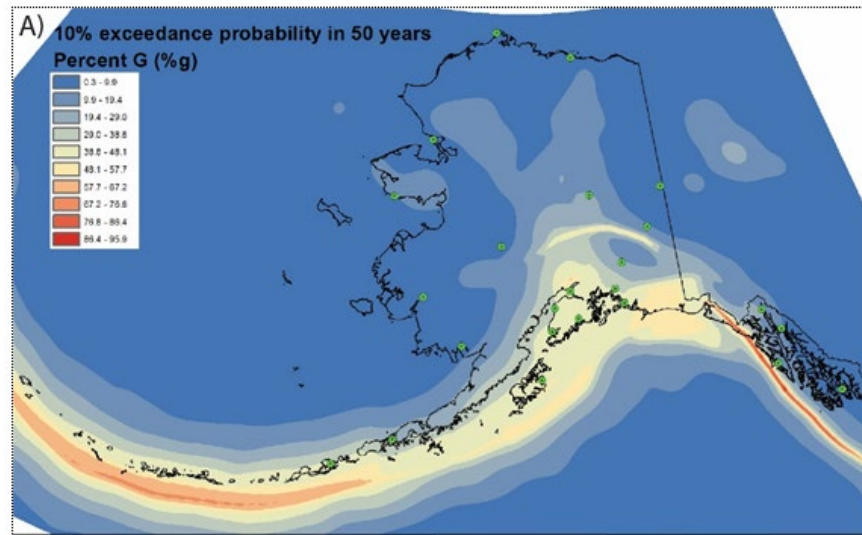 A)
10% exceedance probability in 50 years
Percent G (%g)
0.3 - 9.9
9.9 - 19.4
19.4 - 29.0
29.0 - 38.6
38.6 - 48.1
48.1 - 57.7
57.7 - 67.2
67.2 - 76.8
76.8 - 86.4
86.4 - 95.9